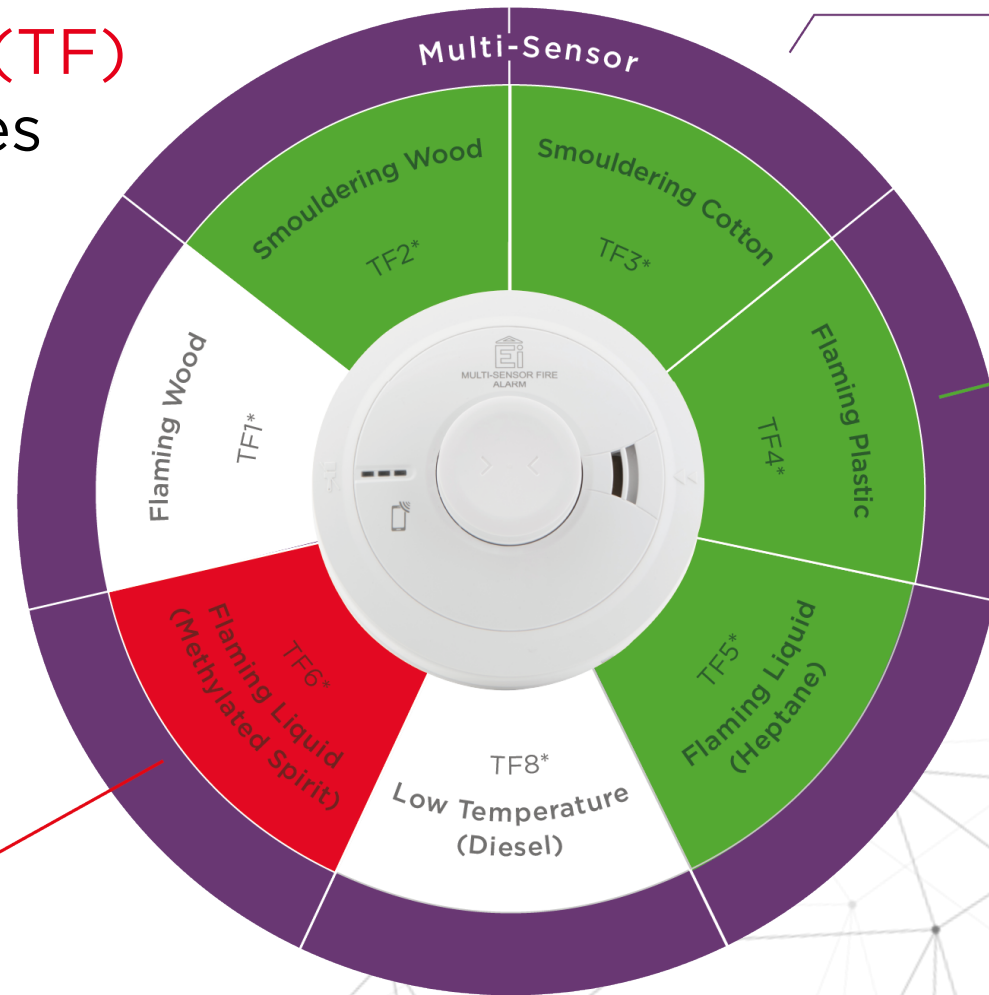 (TF)
es
Multi-Sensor
Smouldering Wood
TF2*
Smouldering Cotton
TF3*
Flaming Wood
TF1*
Flaming Plastic
TF4*
Ei
MULTI-SENSOR FIRE
ALARM
TF6*
Flaming Liquid
(Methylated Spirit)
TF5*
Flaming Liquid
(Heptane)
TF8*
Low Temperature
(Diesel)